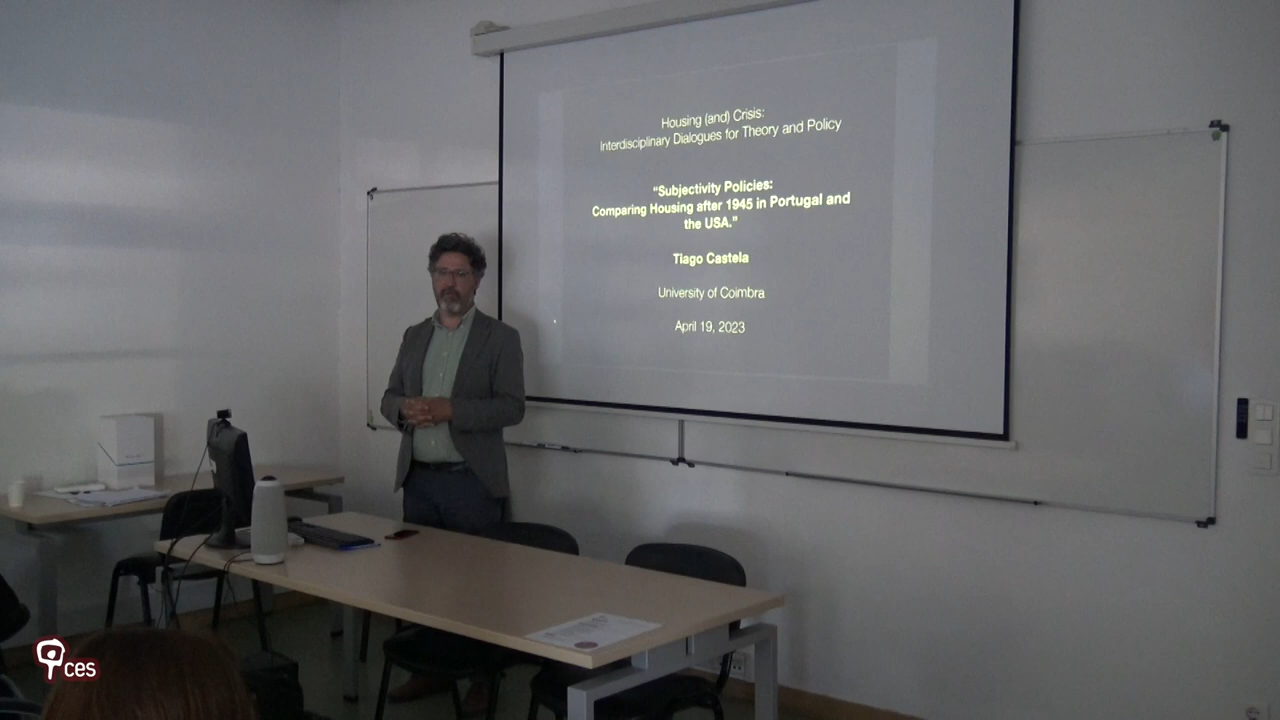 Housing (and) Crisis:
Interdisciplinary Dialogues for Theory and Policy
“Subjectivity Policies:
Comparing Housing after 1945 in Portugal and
the USA.”
Tiago Castela
University of Coimbra
April 19, 2023
ces